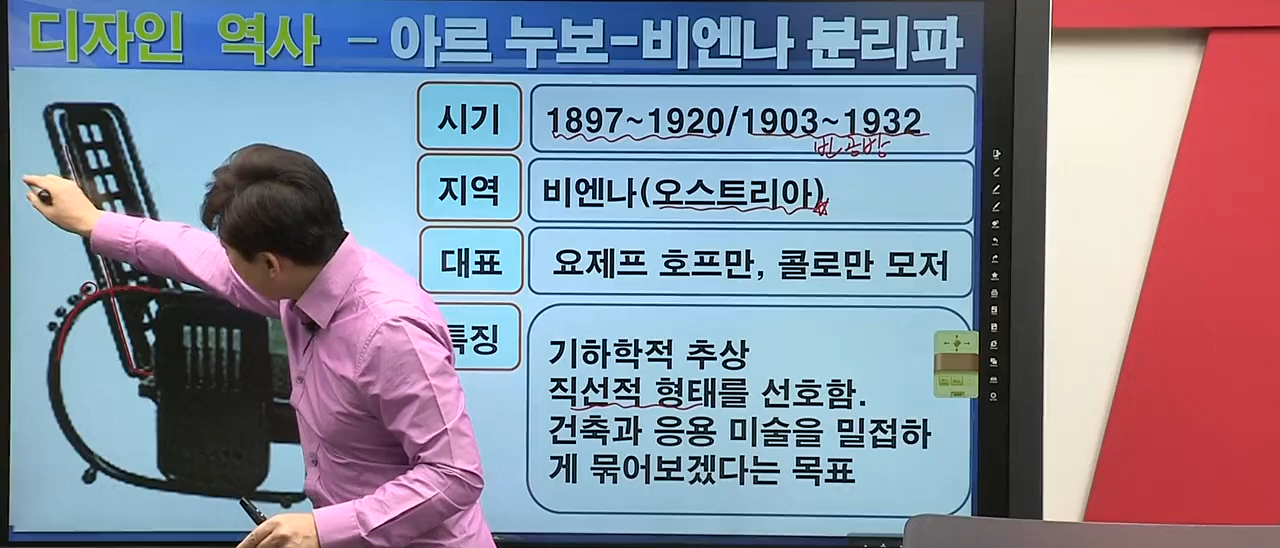 디자인 역사 - 아르 누보-비엔나 분리파
시기
1897~1920/1903~1932
빈 공방
지역
비엔나(오스트리아)
대표
요제프 호프만, 콜로만 모저
특징
기하학적 추상
직선적 형태를 선호함.
건축과 응용 미술을 밀접하
게 묶어보겠다는 목표